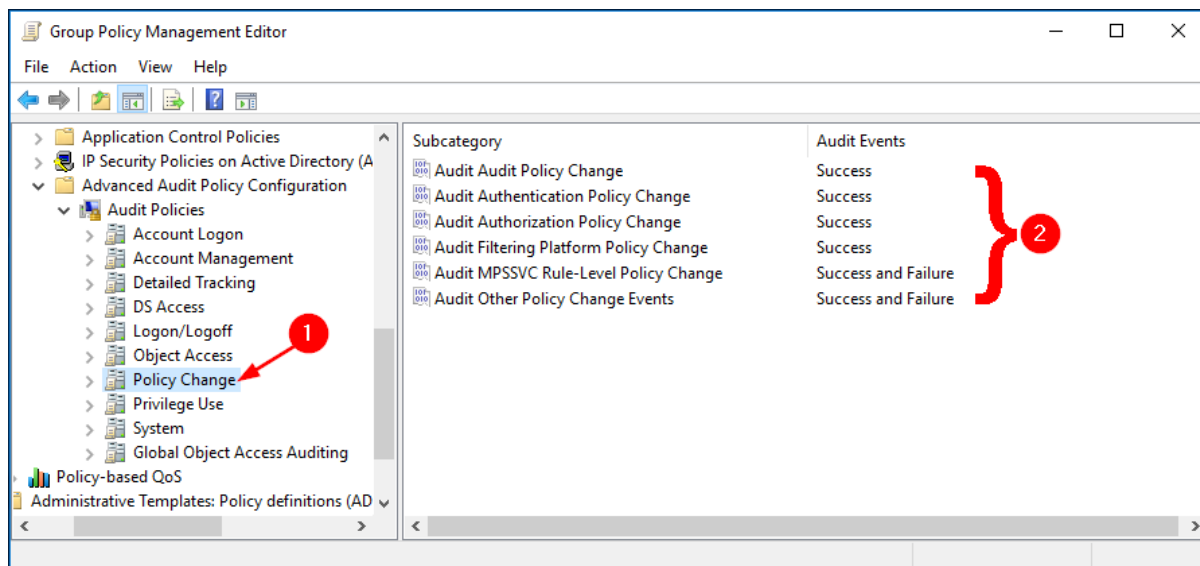 Group Policy Management Editor
File Action View Help
Application Control Policies
IP Security Policies on Active Directory (A
Advanced Audit Policy Configuration
Audit Policies
Account Logon
Account Management
Detailed Tracking
DS Access
Logon/Logoff
1
Object Access
Policy Change
Privilege Use
System
Global Object Access Auditing
Policy-based QoS
Administrative Templates: Policy definitions (AD
Subcategory Audit Events
Audit Audit Policy Change Success
Audit Authentication Policy Change Success
Audit Authorization Policy Change Success
2
Audit Filtering Platform Policy Change Success
Audit MPSSVC Rule-Level Policy Change Success and Failure
Audit Other Policy Change Events Success and Failure